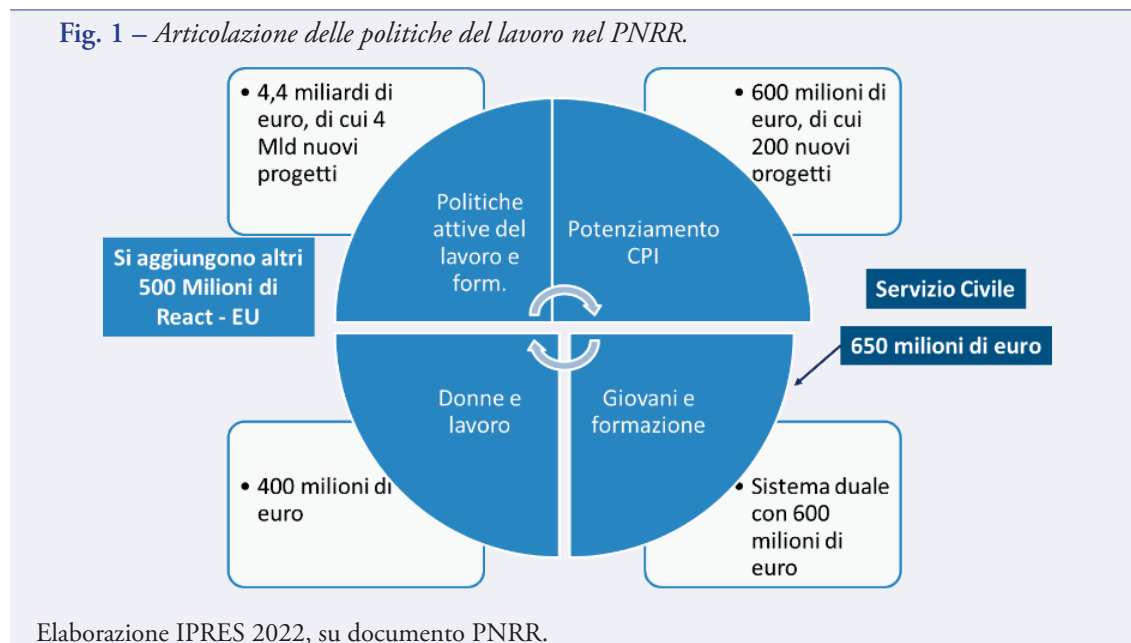 Fig. 1 – Articolazione delle politiche del lavoro nel PNRR.
• 4,4 miliardi di
euro, di cui 4
Mld nuovi
progetti
• 600 milioni di
euro, di cui
200 nuovi
progetti
Politiche
attive del
lavoro e
form.
Potenziamento
CPI
Si aggiungono altri
500 Milioni di
React - EU
Servizio Civile
650 milioni di euro
Donne e
lavoro
Giovani e
formazione
• 400 milioni di
euro
• Sistema duale
con 600
milioni di
euro
Elaborazione IPRES 2022, su documento PNRR.